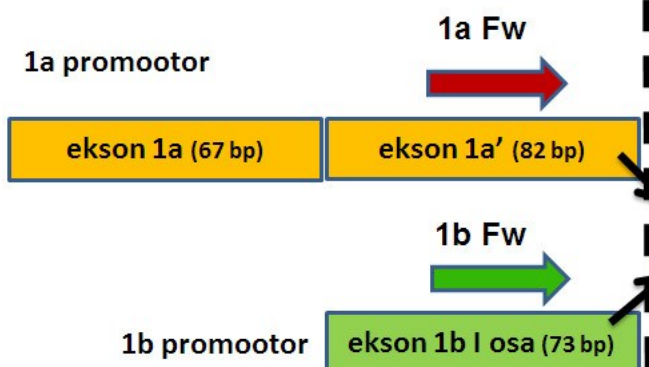 1a Fw
1a promootor
ekson 1a (67 bp)
ekson 1a’ (82 bp)
1b Fw
1b promootor
ekson 1b I osa (73 bp)